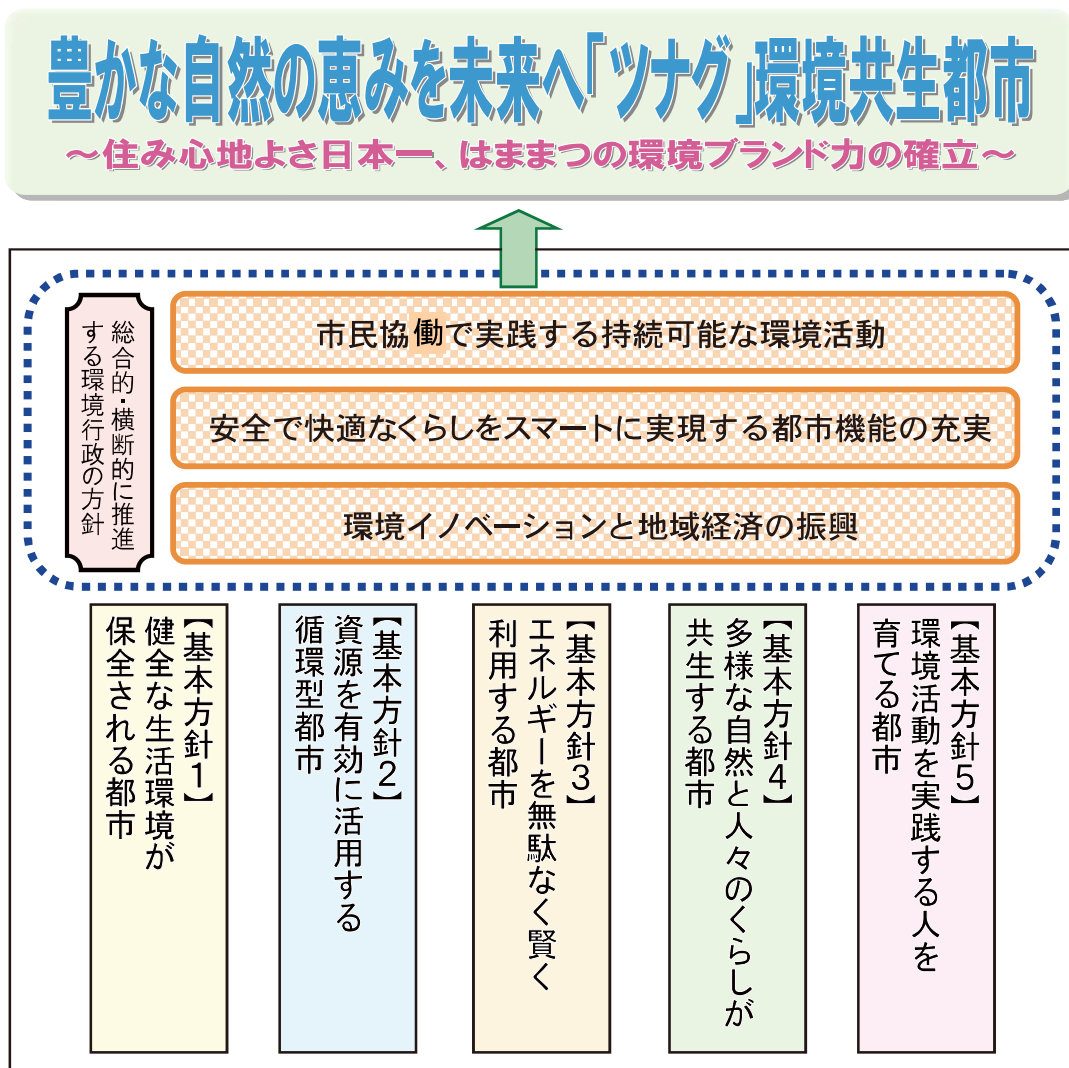 豊かな自然の恵みを未来へ「ツナグ」環境共生都市
～住み心地よさ日本一、はままつの環境ブランド力の確立～
総合的・横断的に推進
する環境行政の方針
市民協働で実践する持続可能な環境活動
安全で快適なくらしをスマートに実現する都市機能の充実
環境イノベーションと地域経済の振興
【基本方針1】
健全な生活環境が
保全される都市
【基本方針2】
資源を有効に活用する
循環型都市
【基本方針3】
エネルギーを無駄なく賢く
利用する都市
【基本方針4】
多様な自然と人々のくらしが
共生する都市
【基本方針5】
環境活動を実践する人を
育てる都市